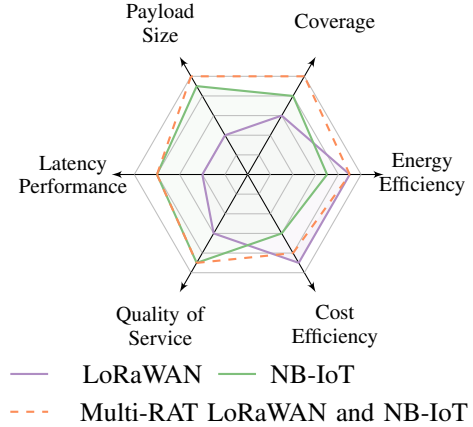 Payload
Size
Coverage
Latency
Performance
Energy
Efficiency
Quality of
Service
Cost
Efficiency
LoRaWAN
NB-IoT
Multi-RAT LoRaWAN and NB-IoT